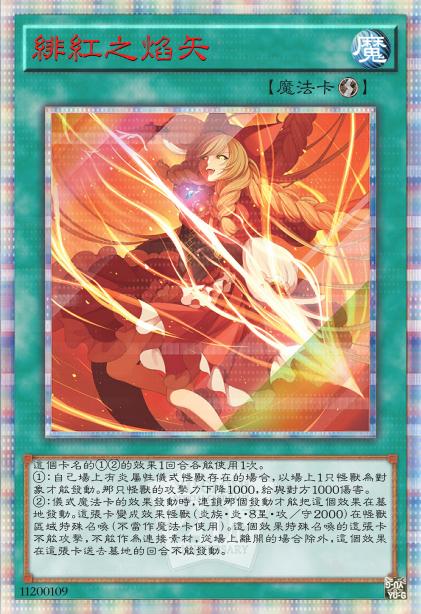 緋紅之焰矢
魔
【魔法卡】
這個卡名的①②的效果1回合各能使用1次。
①：自己場上有炎屬性儀式怪獸存在的場合，以場上1只怪獸為對
象才能發動。那只怪獸的攻擊力下降1000，給與對方1000傷害。
②：儀式魔法卡的效果發動時，連鎖那個發動才能把這個效果在墓
地發動。這張卡變成效果怪獸(炎族·炎·8星·攻／守2000)在怪獸
區域特殊召喚(不當作魔法卡使用)。這個效果特殊召喚的這張卡
不能攻擊，不能作為連接素材，從場上離開的場合除外，這個效果
在這張卡送去墓地的回合不能發動。
11200109